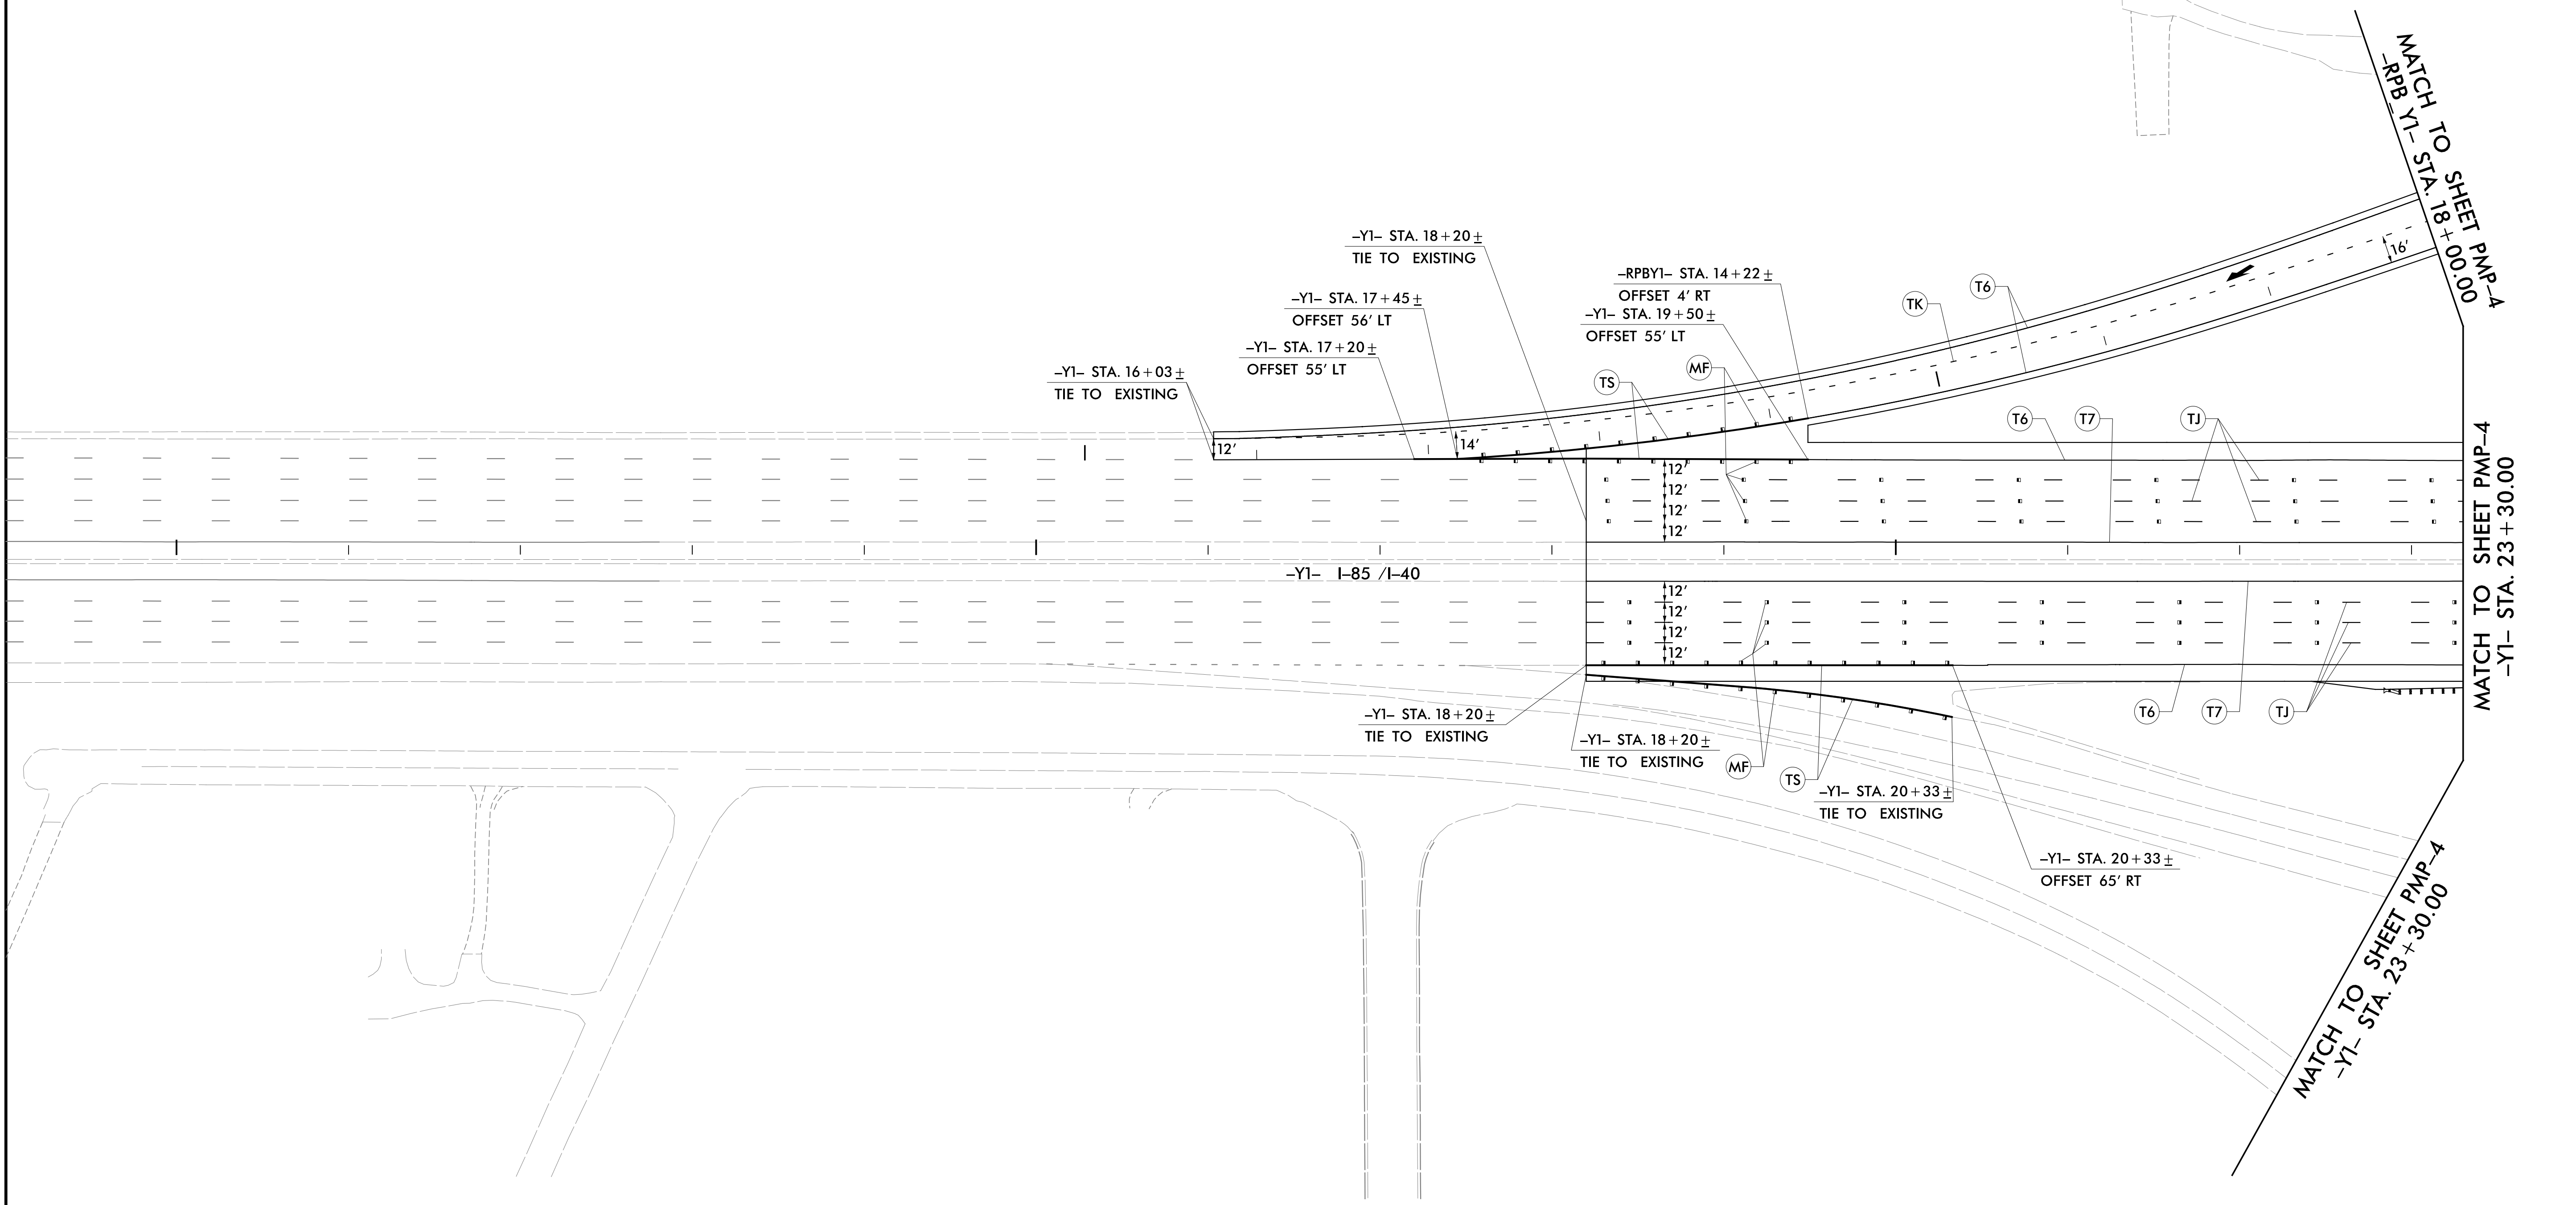 MATCH TO SHEET PMP–4
–RPB Y1– STA. 18+00.00
–Y1– STA. 18+20±
TIE TO EXISTING
–RPBY1– STA. 14+22±
OFFSET 4' RT
–Y1– STA. 17+45±
OFFSET 56' LT
–Y1– STA. 19+50±
OFFSET 55' LT
–Y1– STA. 17+20±
OFFSET 55' LT
–Y1– STA. 16+03±
TIE TO EXISTING
TK
T6
16'
TS
MF
T6
T7
TJ
12'
14'
12'
12'
12'
12'
–Y1– I–85 /I–40
12'
12'
12'
12'
MATCH TO SHEET PMP–4
–Y1– STA. 23+30.00
–Y1– STA. 18+20±
TIE TO EXISTING
–Y1– STA. 18+20±
TIE TO EXISTING
MF
TS
T6
T7
TJ
–Y1– STA. 20+33±
TIE TO EXISTING
–Y1– STA. 20+33±
OFFSET 65' RT
MATCH TO SHEET PMP–4
–Y1– STA. 23+30.00